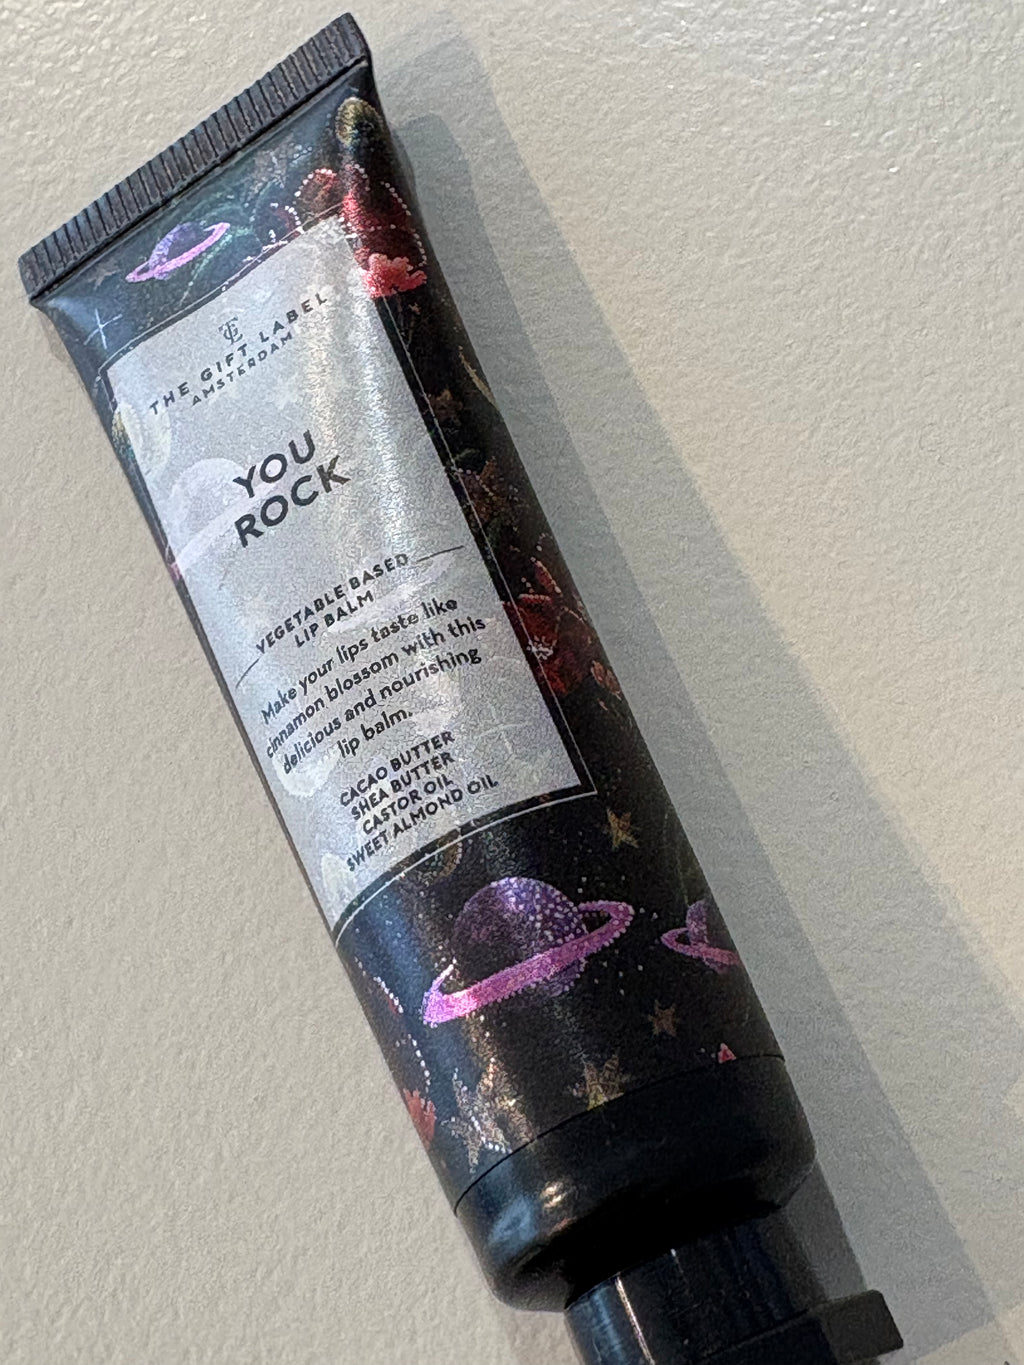 THE GIFT LABEL
AMSTERDAM
YOU
ROCK
VEGETABLE BASED
LIP BALM
Make your lips taste like
cinnamon blossom with this
delicious and nourishing
lip balm.
CACAO BUTTER
SHEA BUTTER
CASTOR OIL
SWEET ALMOND OIL